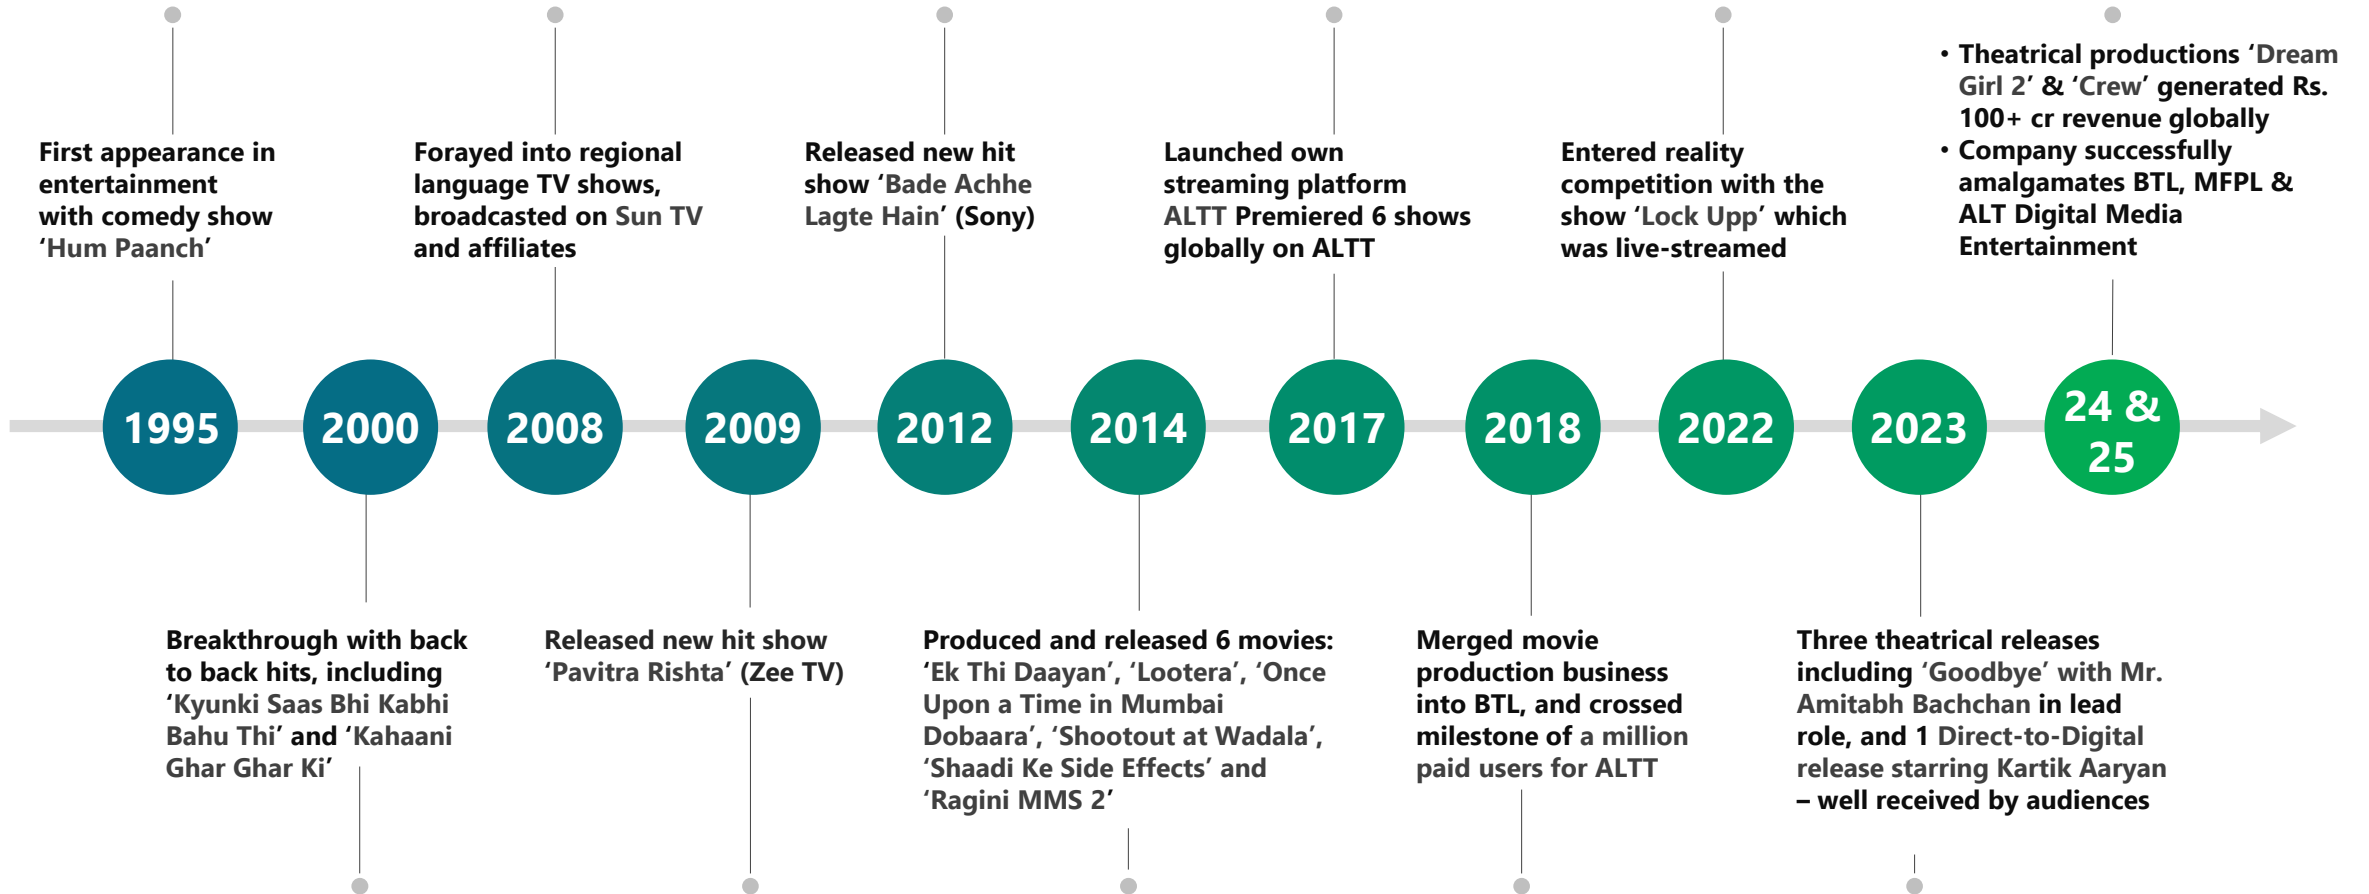 • Theatrical productions ‘Dream
Girl 2’ & ‘Crew’ generated Rs.
100+ cr revenue globally
• Company successfully
amalgamates BTL, MFPL &
ALT Digital Media
Entertainment
First appearance in
entertainment
with comedy show
‘Hum Paanch’
Forayed into regional
language TV shows,
broadcasted on Sun TV
and affiliates
Released new hit
show ‘Bade Achhe
Lagte Hain’ (Sony)
Launched own
streaming platform
ALTT Premiered 6 shows
globally on ALTT
Entered reality
competition with the
show ‘Lock Upp’ which
was live-streamed
1995
2000
2008
2009
2012
2014
2017
2018
2022
2023
24 &
25
Breakthrough with back
to back hits, including
‘Kyunki Saas Bhi Kabhi
Bahu Thi’ and ‘Kahaani
Ghar Ghar Ki’
Released new hit show
‘Pavitra Rishta’ (Zee TV)
Produced and released 6 movies:
‘Ek Thi Daayan’, ‘Lootera’, ‘Once
Upon a Time in Mumbai
Dobaara’, ‘Shootout at Wadala’,
‘Shaadi Ke Side Effects’ and
‘Ragini MMS 2’
Merged movie
production business
into BTL, and crossed
milestone of a million
paid users for ALTT
Three theatrical releases
including ‘Goodbye’ with Mr.
Amitabh Bachchan in lead
role, and 1 Direct-to-Digital
release starring Kartik Aaryan
– well received by audiences